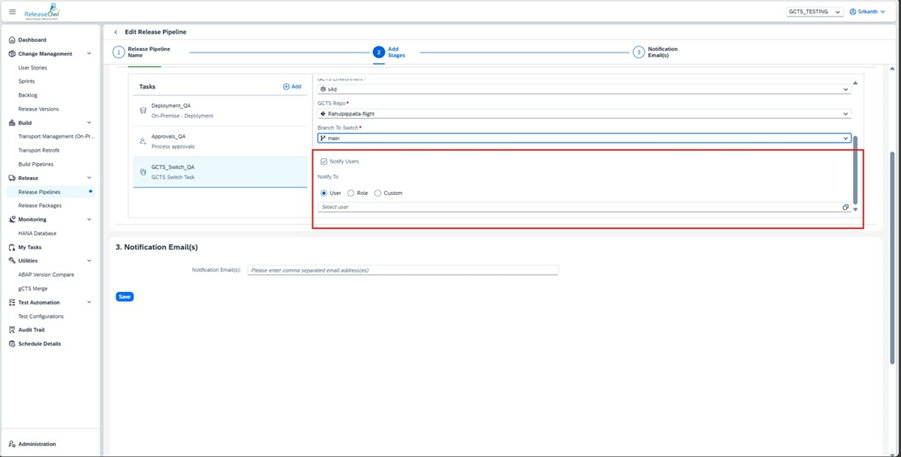 ReleaseOwl
GCTS_TESTING
Srikanth
Dashboard
Change Management
User Stories
Sprints
Backlog
Release Versions
Build
Transport Management (On-Pr...
Transport Retrofit
Build Pipelines
Release
Release Pipelines
Release Packages
Monitoring
HANA Database
My Tasks
Utilities
ABAP Version Compare
gCTS Merge
Test Automation
Test Configurations
Audit Trail
Schedule Details
Administration
Edit Release Pipeline
1 Release Pipeline
Name
2 Add
Stages
3 Notification
Email(s)
Tasks
Add
Deployment_QA
On-Premise - Deployment
Approvals_QA
Process approvals
GCTS_Switch_QA
GCTS Switch Task
GCTS Environment*
s4d
GCTS Repo*
Rahulpippalla-flight
Branch To Switch*
main
Notify Users
Notify To
User Role Custom
Select user
3. Notification Email(s)
Notification Email(s): Please enter comma separated email address(es)
Save